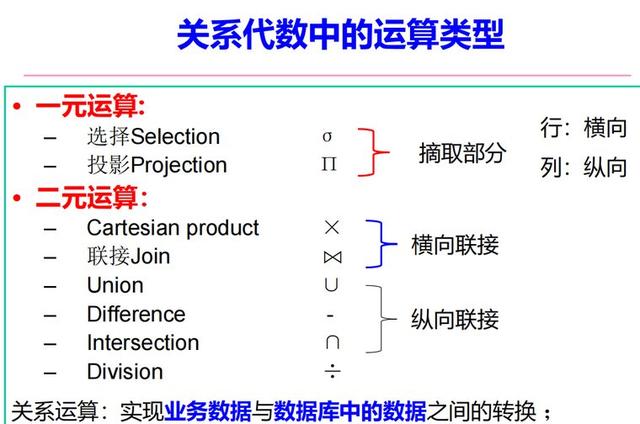 关系代数中的运算类型
• 一元运算:
– 选择Selection σ
– 投影Projection Π
摘取部分
行：横向
列：纵向
• 二元运算:
– Cartesian product ×
– 联接Join ⋈
横向联接
– Union ∪
– Difference -
– Intersection ∩
纵向联接
– Division ÷
关系运算：实现业务数据与数据库中的数据之间的转换；